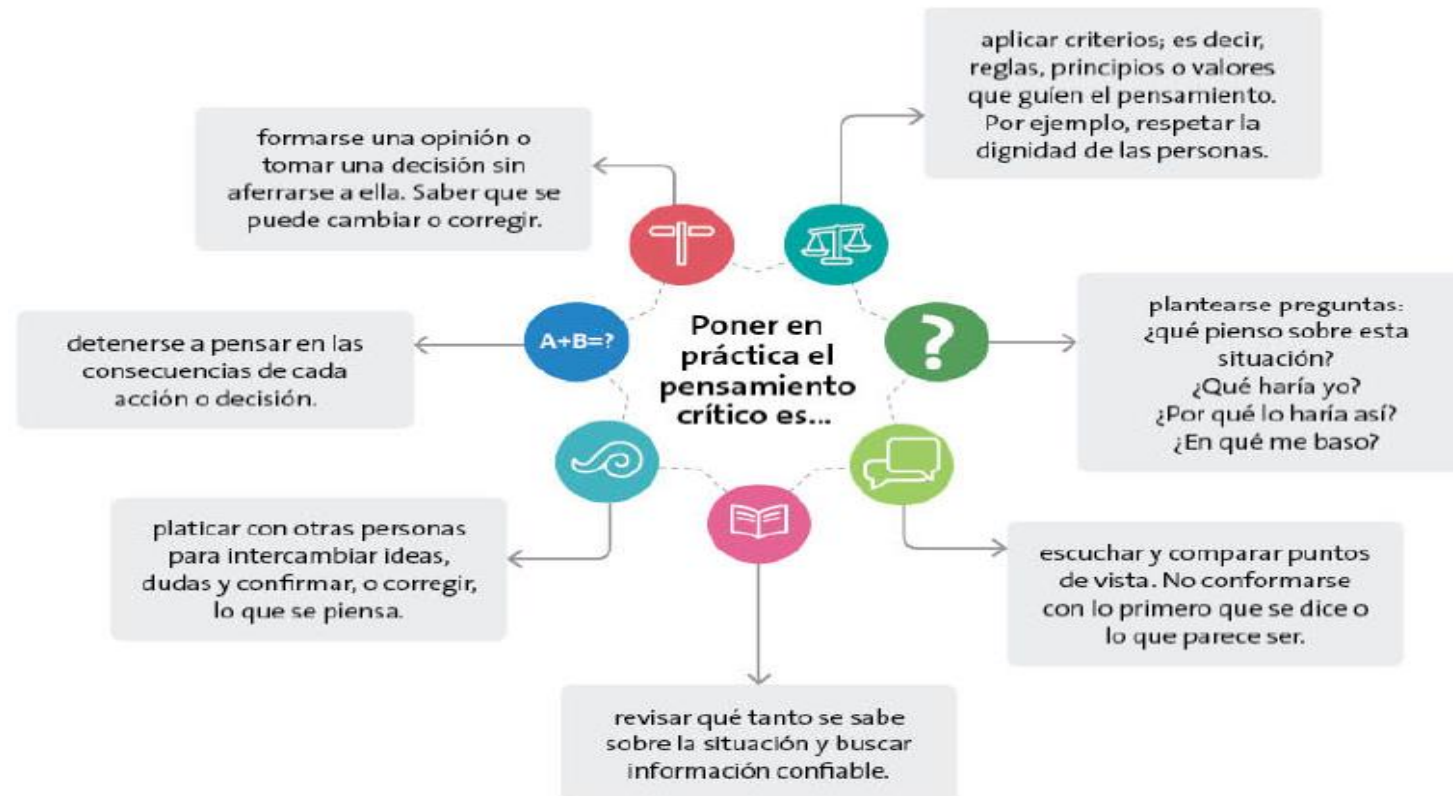 aplicar criterios; es decir,
reglas, principios o valores
que guíen el pensamiento.
Por ejemplo, respetar la
dignidad de las personas.
formarse una opinión o
tomar una decisión sin
aferrarse a ella. Saber que se
puede cambiar o corregir.
Poner en
práctica el
pensamiento
crítico es...
A+B=?
?
plantearse preguntas:
¿qué pienso sobre esta
situación?
¿Qué haría yo?
¿Por qué lo haría así?
¿En qué me baso?
detenerse a pensar en las
consecuencias de cada
acción o decisión.
platicar con otras personas
para intercambiar ideas,
dudas y confirmar, o corregir,
lo que se piensa.
escuchar y comparar puntos
de vista. No conformarse
con lo primero que se dice o
lo que parece ser.
revisar qué tanto se sabe
sobre la situación y buscar
información confiable.